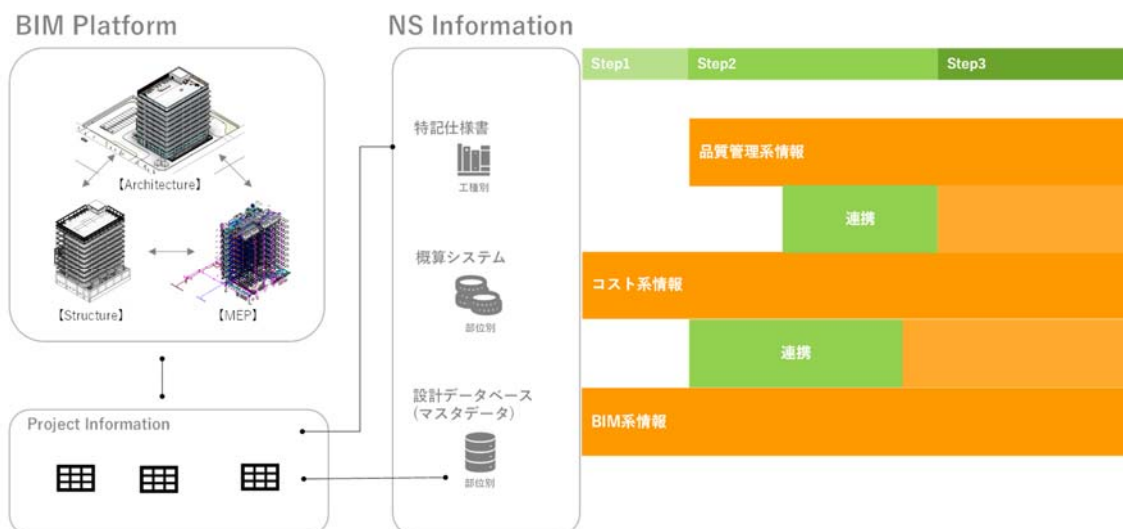 BIM Platform
【Architecture】
【Structure】
【MEP】
Project Information
NS Information
特記仕様書
工種別
概算システム
部位別
設計データベース
(マスタデータ)
部位別
Step1
Step2
Step3
品質管理系情報
連携
コスト系情報
連携
BIM系情報